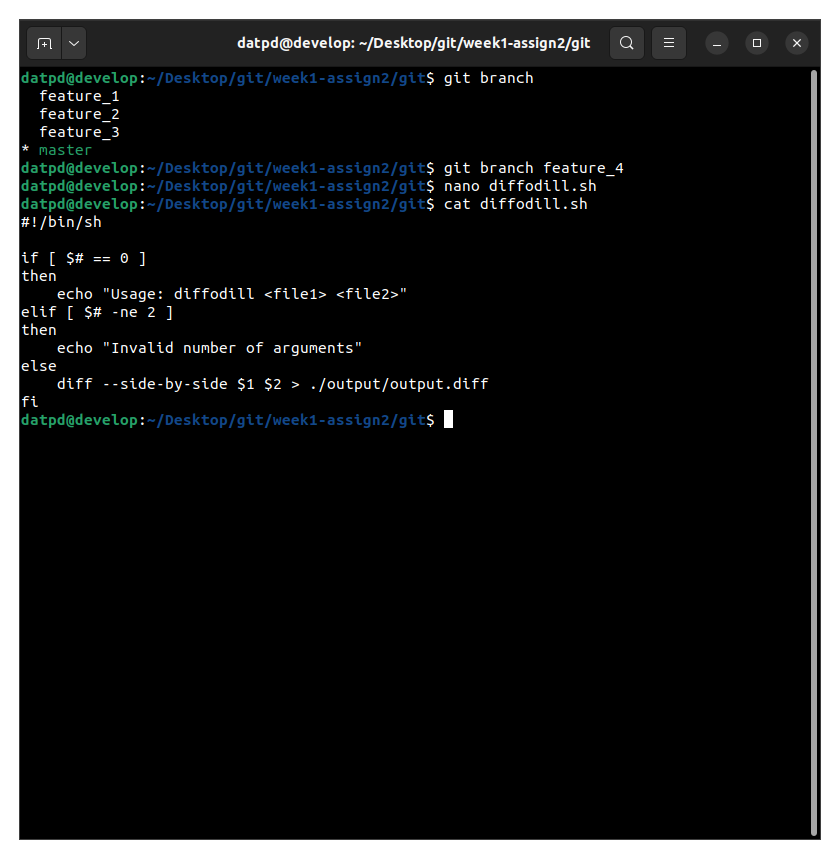 datpd@develop: ~/Desktop/git/week1-assign2/git
datpd@develop:~/Desktop/git/week1-assign2/git$ git branch
  feature_1
  feature_2
  feature_3
* master
datpd@develop:~/Desktop/git/week1-assign2/git$ git branch feature_4
datpd@develop:~/Desktop/git/week1-assign2/git$ nano diffodill.sh
datpd@develop:~/Desktop/git/week1-assign2/git$ cat diffodill.sh
#!/bin/sh

if [ $# == 0 ]
then
    echo "Usage: diffodill <file1> <file2>"
elif [ $# -ne 2 ]
then
    echo "Invalid number of arguments"
else
    diff --side-by-side $1 $2 > ./output/output.diff
fi
datpd@develop:~/Desktop/git/week1-assign2/git$